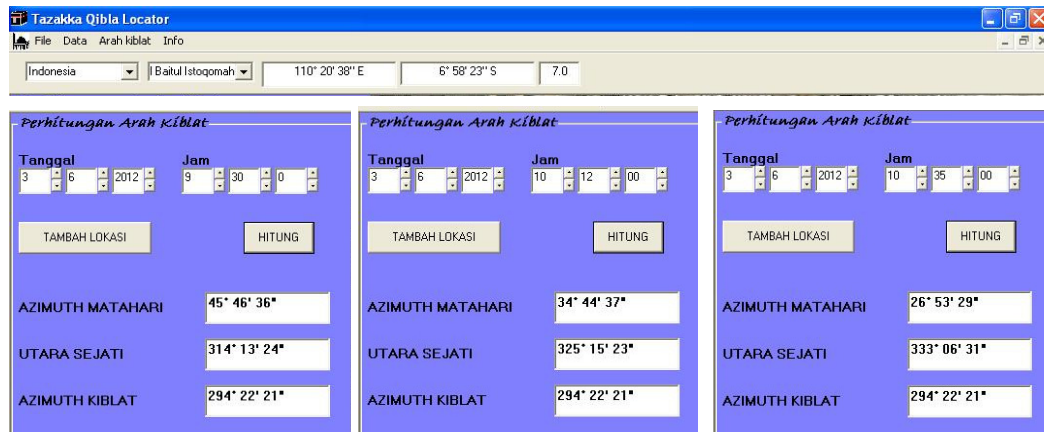 Tazakka Qibla Locator
File Data Arah kiblat Info
Indonesia l Baitul Istoqomah 110° 20' 38" E 6° 58' 23" S 7.0
Perhitungan Arah Kiblat
Tanggal Jam
3 6 2012 9 30 0
TAMBAH LOKASI HITUNG
AZIMUTH MATAHARI 45° 46' 36"
UTARA SEJATI 314° 13' 24"
AZIMUTH KIBLAT 294° 22' 21"
Perhitungan Arah Kiblat
Tanggal Jam
3 6 2012 10 12 00
TAMBAH LOKASI HITUNG
AZIMUTH MATAHARI 34° 44' 37"
UTARA SEJATI 325° 15' 23"
AZIMUTH KIBLAT 294° 22' 21"
Perhitungan Arah Kiblat
Tanggal Jam
3 6 2012 10 35 00
TAMBAH LOKASI HITUNG
AZIMUTH MATAHARI 26° 53' 29"
UTARA SEJATI 333° 06' 31"
AZIMUTH KIBLAT 294° 22' 21"